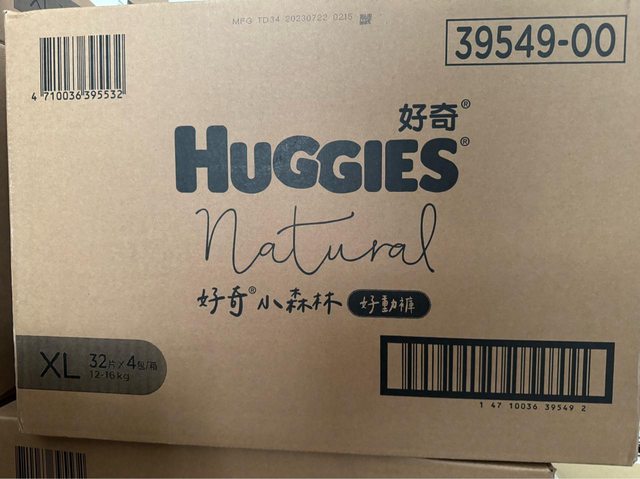 MFG TD34 20230722 0215
39549-00
4 710036 395532
好奇®
HUGGIES®
natural
好奇®小森林 好動褲
XL 32片×4包/箱
12-16kg
1 47 10036 39549 2